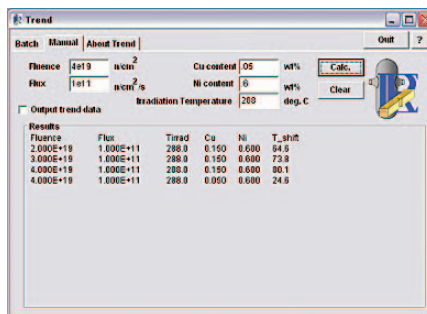 Trend
Batch Manual About Trend Quit ?
Fluence 4e19 n/cm2 Cu content .05 wt% Calc.
Flux 1e11 n/cm2/s Ni content .6 wt% Clear
Irradiation Temperature 288 deg. C
Output trend data
Results
Fluence Flux Tirrad Cu Ni T_shift
2.000E+19 1.000E+11 288.0 0.150 0.600 64.6
3.000E+19 1.000E+11 288.0 0.150 0.600 73.8
4.000E+19 1.000E+11 288.0 0.150 0.600 80.1
4.000E+19 1.000E+11 288.0 0.050 0.600 24.6